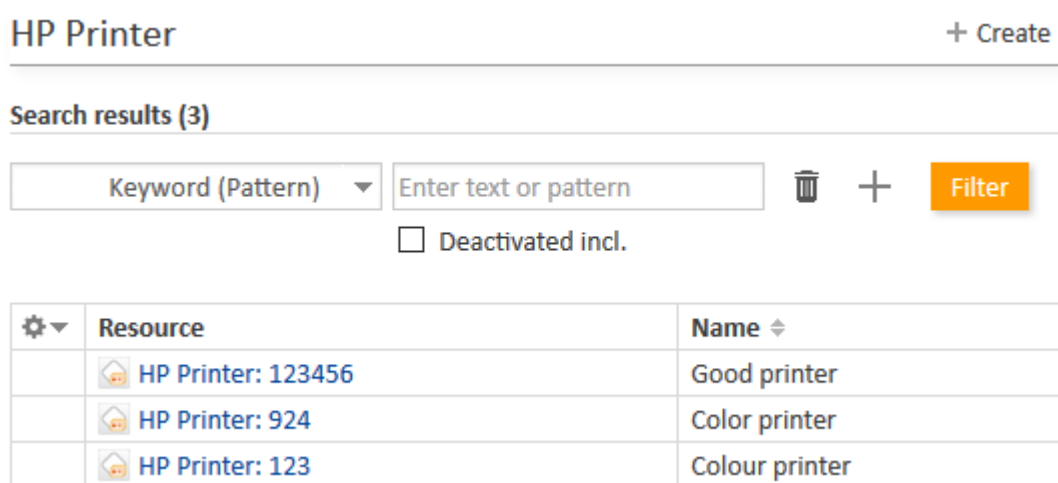 HP Printer + Create
Search results (3)
Keyword (Pattern) Enter text or pattern Filter
Deactivated incl.
Resource Name
HP Printer: 123456 Good printer
HP Printer: 924 Color printer
HP Printer: 123 Colour printer